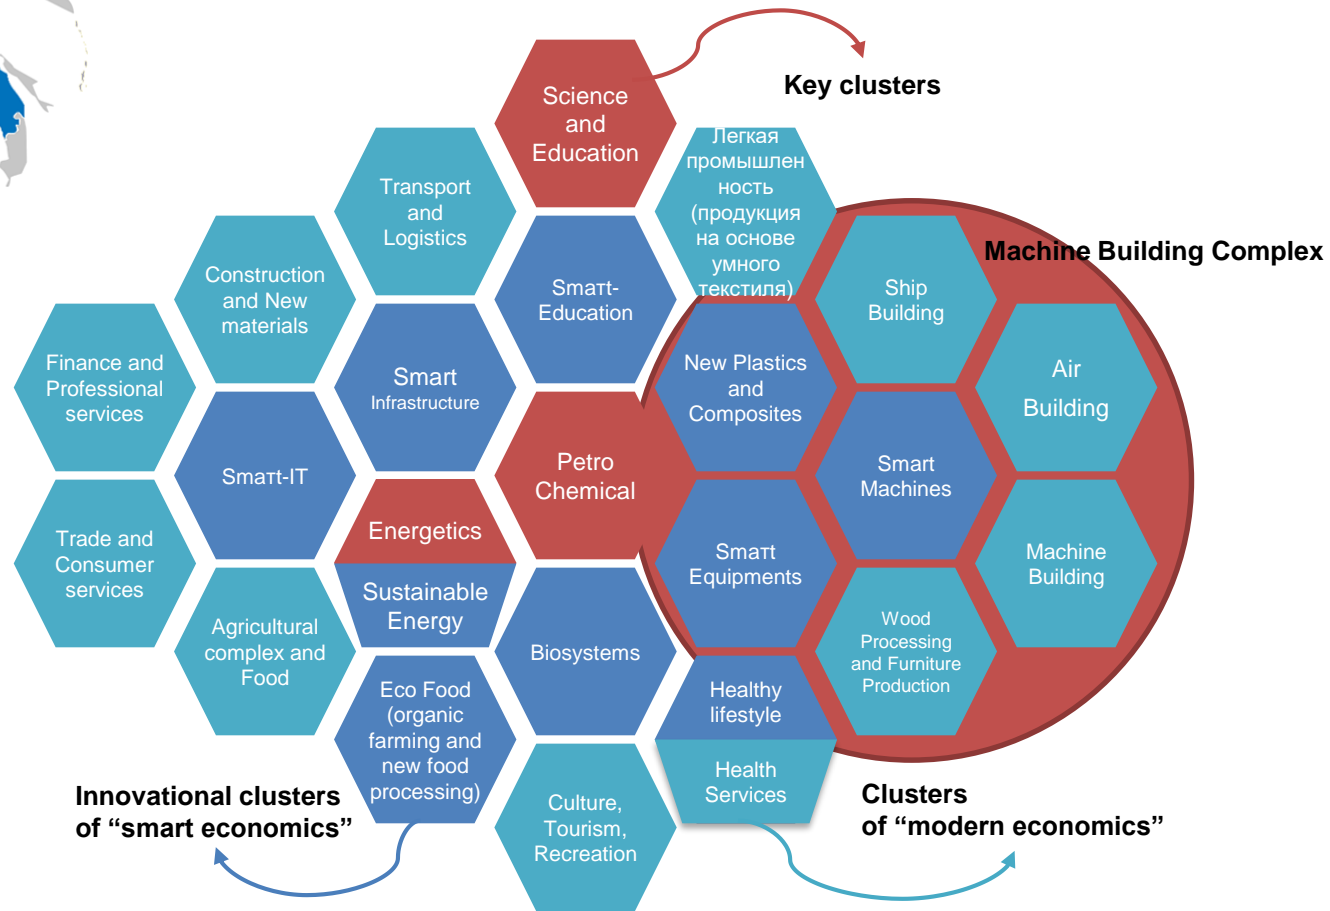 Science
and
Education
Key clusters
Легкая
промышлен
ность
(продукция
на основе
умного
текстиля)
Transport
and
Logistics
Machine Building Complex
Construction
and New
materials
Smaтt-
Education
Ship
Building
Finance and
Professional
services
Smart
Infrastructure
New Plastics
and
Composites
Air
Building
Smaтt-IT
Petro
Chemical
Smart
Machines
Energetics
Trade and
Consumer
services
Smaтt
Equipments
Machine
Building
Sustainable
Energy
Agricultural
complex and
Food
Biosystems
Wood
Processing
and Furniture
Production
Eco Food
(organic
farming and
new food
processing)
Healthy
lifestyle
Health
Services
Culture,
Tourism,
Recreation
Innovational clusters
of “smart economics”
Clusters
of “modern economics”